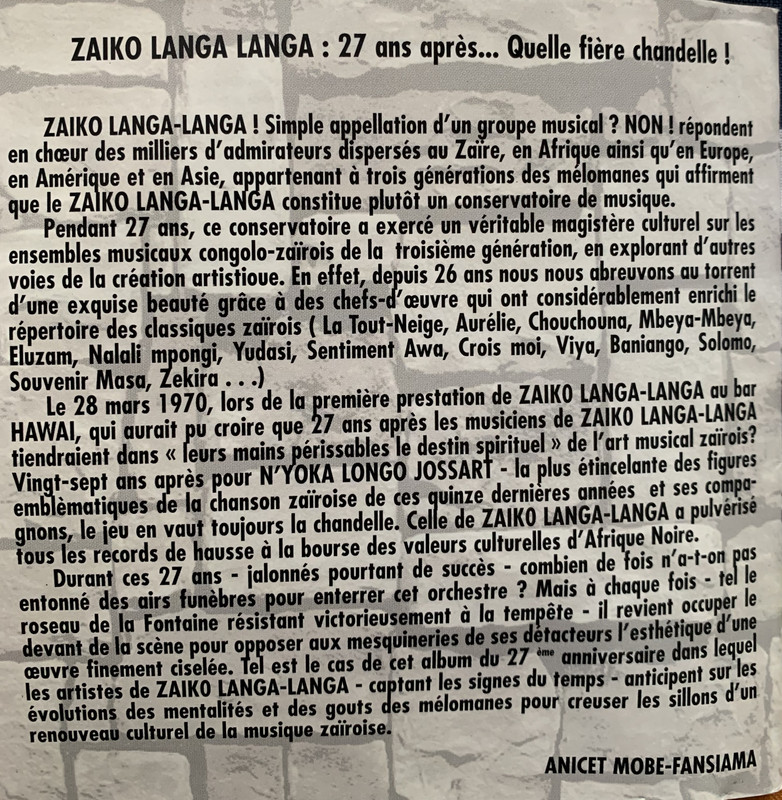 ZAIKO LANGA LANGA : 27 ans après... Quelle fière chandelle !
ZAIKO LANGA-LANGA ! Simple appellation d'un groupe musical ? NON ! répondent
en chœur des milliers d'admirateurs dispersés au Zaïre, en Afrique ainsi qu'en Europe,
en Amérique et en Asie, appartenant à trois générations des mélomanes qui affirment
que le ZAIKO LANGA-LANGA constitue plutôt un conservatoire de musique.
Pendant 27 ans, ce conservatoire a exercé un véritable magistère culturel sur les
ensembles musicaux congolo-zaïrois de la troisième génération, en explorant d'autres
voies de la création artistioue. En effet, depuis 26 ans nous nous abreuvons au torrent
d'une exquise beauté grâce à des chefs-d'œuvre qui ont considérablement enrichi le
répertoire des classiques zaïrois ( La Tout-Neige, Aurélie, Chouchouna, Mbeya-Mbeya,
Eluzam, Nalali mpongi, Yudasi, Sentiment Awa, Crois moi, Viya, Baniango, Solomo,
Souvenir Masa, Zekira . . .)
Le 28 mars 1970, lors de la première prestation de ZAIKO LANGA-LANGA au bar
HAWAI, qui aurait pu croire que 27 ans après les musiciens de ZAIKO LANGA-LANGA
tiendraient dans « leurs mains périssables le destin spirituel » de l'art musical zaïrois?
Vingt-sept ans après pour N'YOKA LONGO JOSSART - la plus étincelante des figures
emblèmatiques de la chanson zaïroise de ces quinze dernières années et ses compa-
gnons, le jeu en vaut toujours la chandelle. Celle de ZAIKO LANGA-LANGA a pulvérisé
tous les records de hausse à la bourse des valeurs culturelles d'Afrique Noire.
Durant ces 27 ans - jalonnés pourtant de succès - combien de fois n'a-t-on pas
entonné des airs funèbres pour enterrer cet orchestre ? Mais à chaque fois - tel le
roseau de la Fontaine résistant victorieusement à la tempête - il revient occuper le
devant de la scène pour opposer aux mesquineries de ses détacteurs l'esthétique d'une
œuvre finement ciselée. Tel est le cas de cet album du 27 ème anniversaire dans lequel
les artistes de ZAIKO LANGA-LANGA - captant les signes du temps - anticipent sur les
évolutions des mentalités et des gouts des mélomanes pour creuser les sillons d'un
renouveau culturel de la musique zaïroise.
ANICET MOBE-FANSIAMA